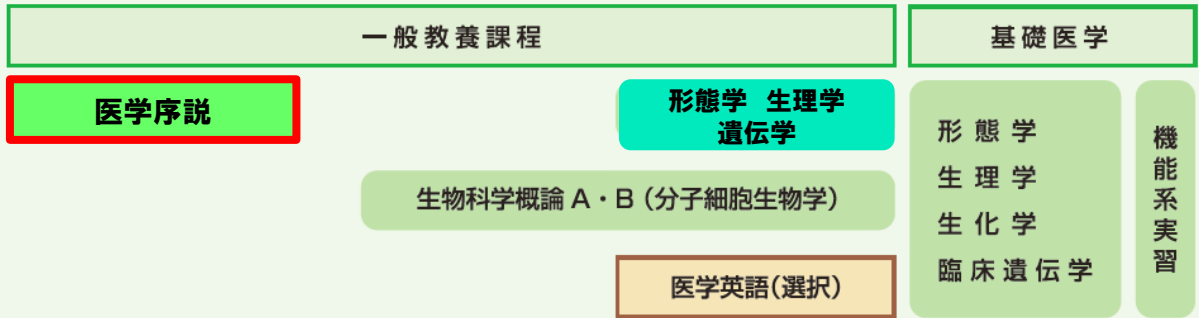 一般教養課程
基礎医学
医学序説
形態学 生理学
遺伝学
生物科学概論 A・B（分子細胞生物学）
医学英語（選択）
形態学
生理学
生化学
臨床遺伝学
機能系実習